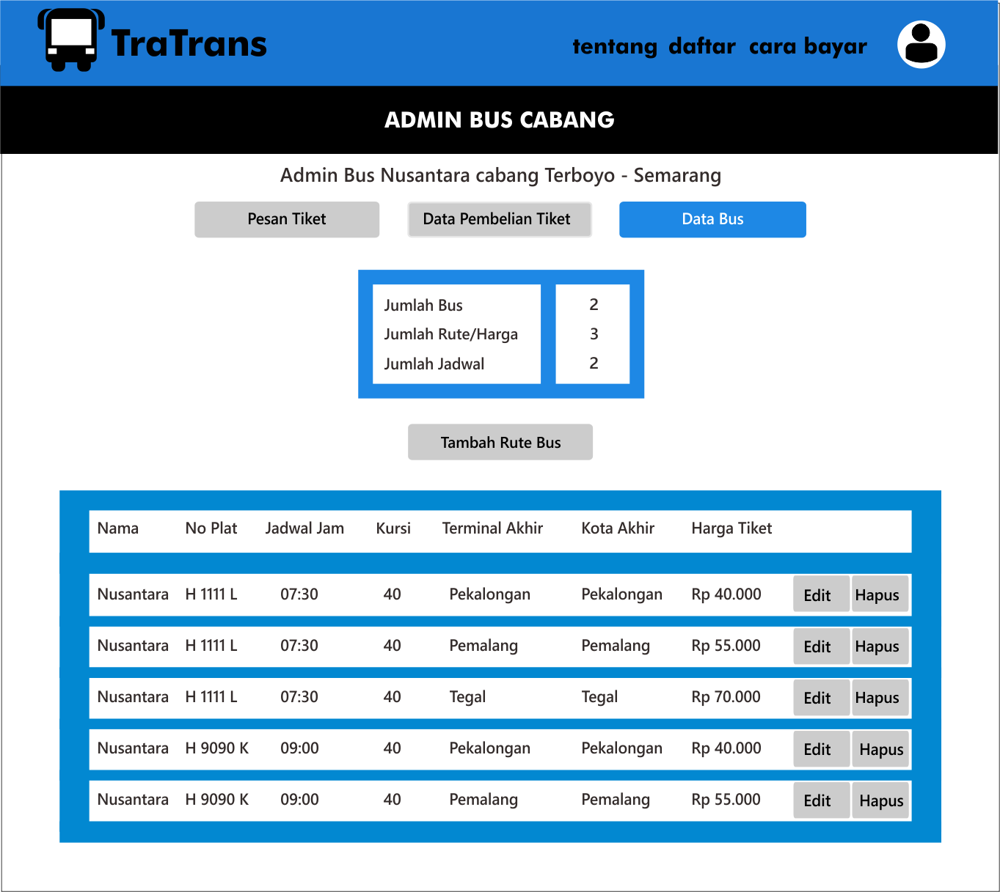 TraTrans
tentang daftar cara bayar
ADMIN BUS CABANG
Admin Bus Nusantara cabang Terboyo - Semarang
Pesan Tiket Data Pembelian Tiket Data Bus
Jumlah Bus 2
Jumlah Rute/Harga 3
Jumlah Jadwal 2
Tambah Rute Bus
Nama No Plat Jadwal Jam Kursi Terminal Akhir Kota Akhir Harga Tiket
Nusantara H 1111 L 07:30 40 Pekalongan Pekalongan Rp 40.000 Edit Hapus
Nusantara H 1111 L 07:30 40 Pemalang Pemalang Rp 55.000 Edit Hapus
Nusantara H 1111 L 07:30 40 Tegal Tegal Rp 70.000 Edit Hapus
Nusantara H 9090 K 09:00 40 Pekalongan Pekalongan Rp 40.000 Edit Hapus
Nusantara H 9090 K 09:00 40 Pemalang Pemalang Rp 55.000 Edit Hapus